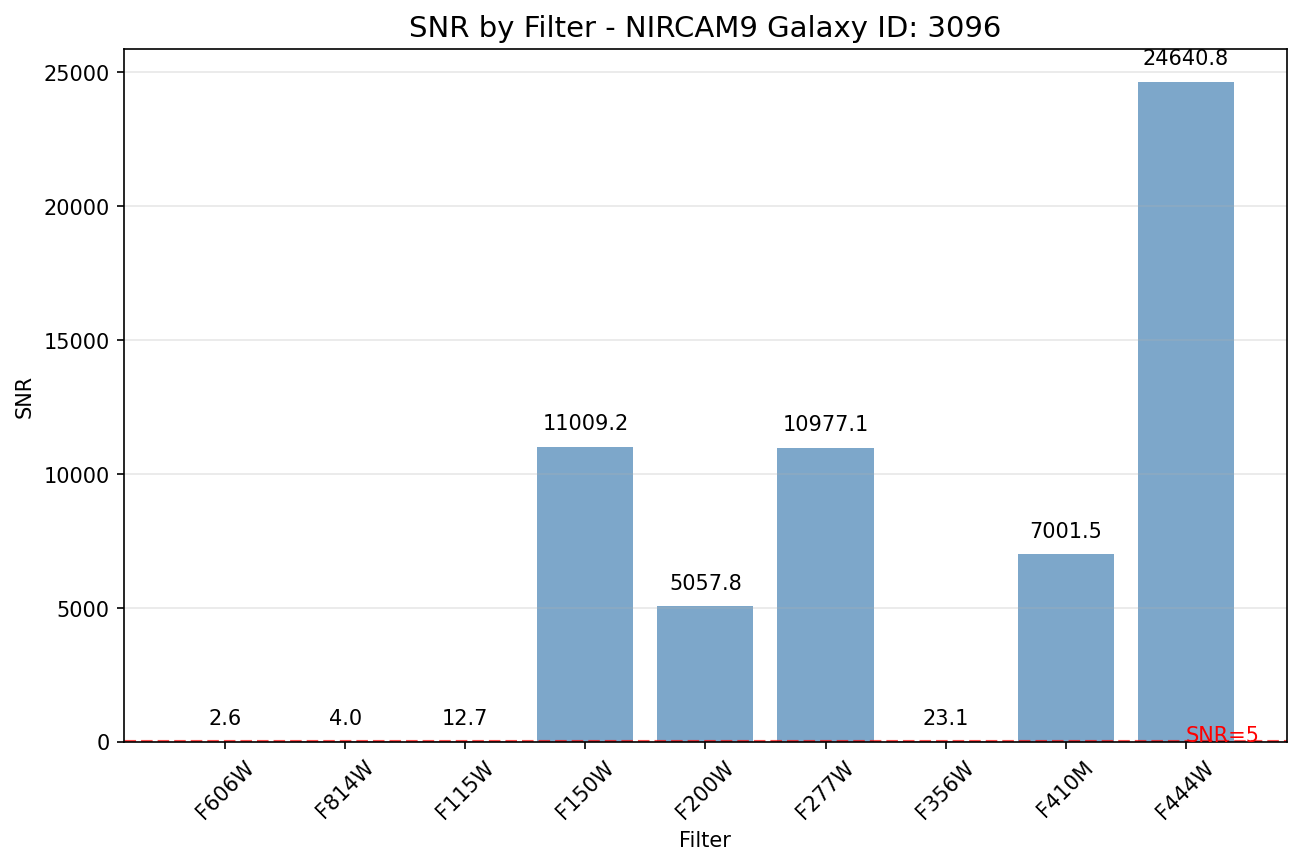 SNR by Filter - NIRCAM9 Galaxy ID: 3096
25000
20000
15000
10000
5000
0
SNR
2.6
4.0
12.7
11009.2
5057.8
10977.1
23.1
7001.5
24640.8
SNR=5
F606W
F814W
F115W
F150W
F200W
F277W
F356W
F410M
F444W
Filter